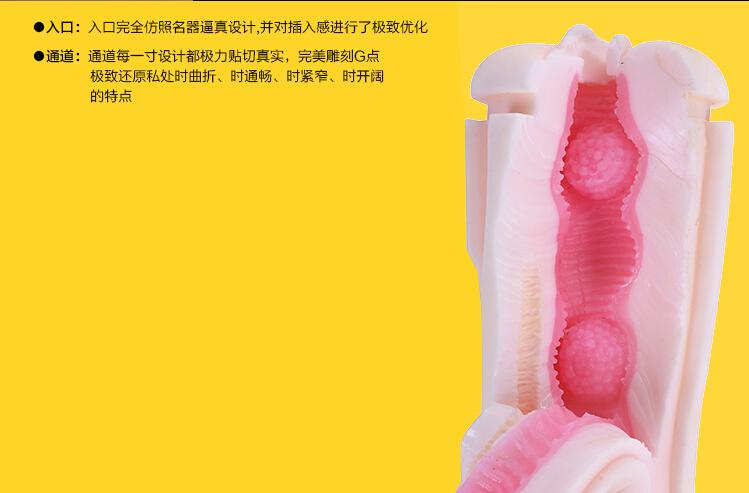 ●入口：入口完全仿照名器逼真设计,并对插入感进行了极致优化
●通道：通道每一寸设计都极力贴切真实，完美雕刻G点
极致还原私处时曲折、时通畅、时紧窄、时开阔
的特点